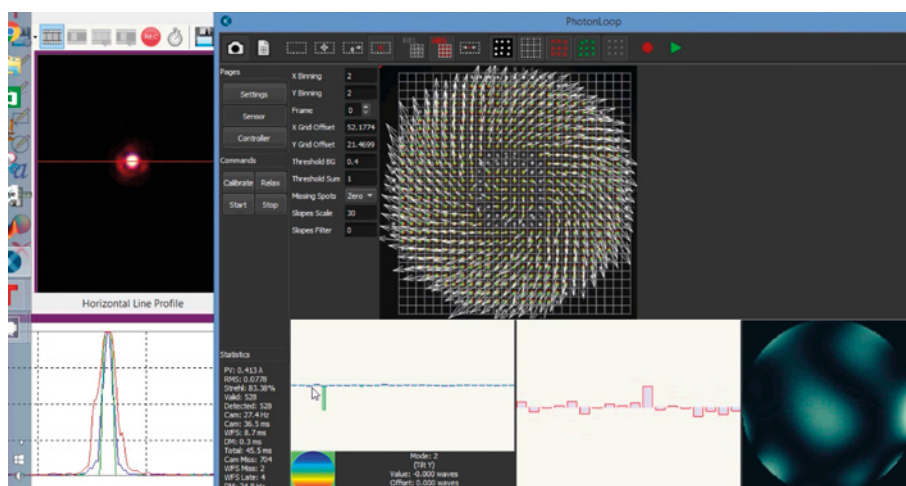 PhotonLoop
REC
Pages
Settings
Sensor
Controller
Commands
Calibrate Relax
Start Stop
X Binning 2
Y Binning 2
Frame 0
X Grid Offset 52.1774
Y Grid Offset 21.4699
Threshold BG 0.4
Threshold Sum 1
Missing Spots Zero
Slopes Scale 30
Slopes Filter 0
Horizontal Line Profile
Statistics
PV: 0.413 λ
RMS: 0.0778
Strehl: 83.38%
Valid: 528
Detected: 528
Cam: 27.4 Hz
Cam: 36.5 ms
WFS: 8.7 ms
DM: 0.3 ms
Total: 45.5 ms
Cam Miss: 704
WFS Miss: 2
WFS Late: 4
Mode: 2
(Tilt Y)
Value: -0.000 waves
Offset: 0.000 waves